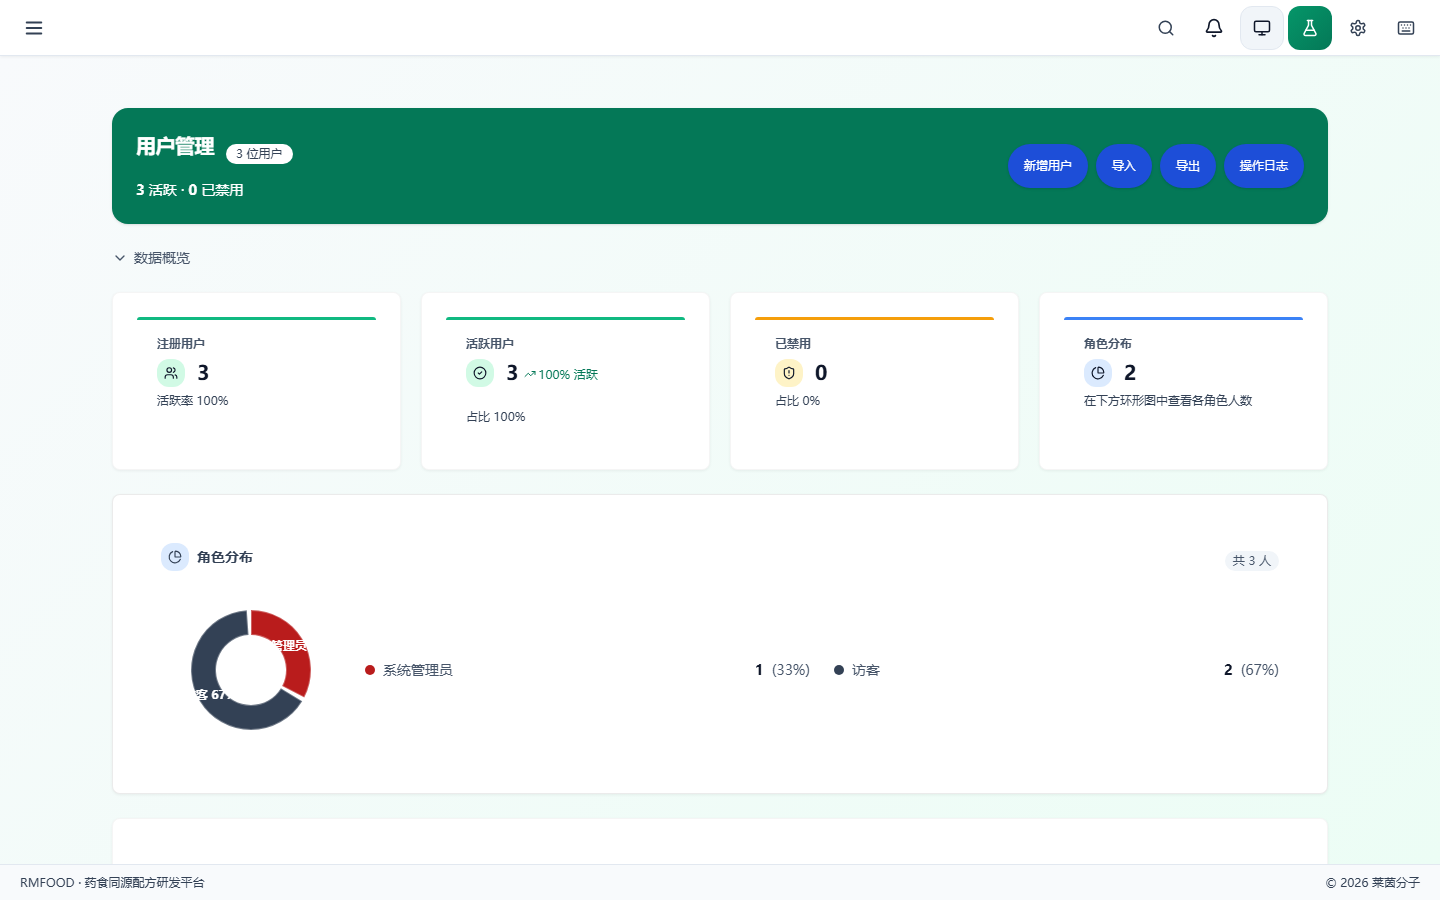 用户管理
3 位用户
3 活跃 · 0 已禁用
新增用户
导入
导出
操作日志
数据概览
注册用户
3
活跃率 100%
活跃用户
3
100% 活跃
占比 100%
已禁用
0
占比 0%
角色分布
2
在下方环形图中查看各角色人数
角色分布
共 3 人
管理员
客 67
系统管理员
1 (33%)
访客
2 (67%)
RMFOOD · 药食同源配方研发平台
© 2026 莱茵分子